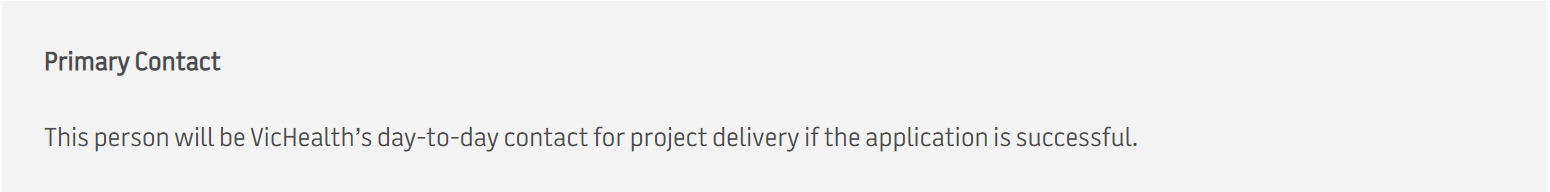 Primary Contact
This person will be VicHealth’s day-to-day contact for project delivery if the application is successful.